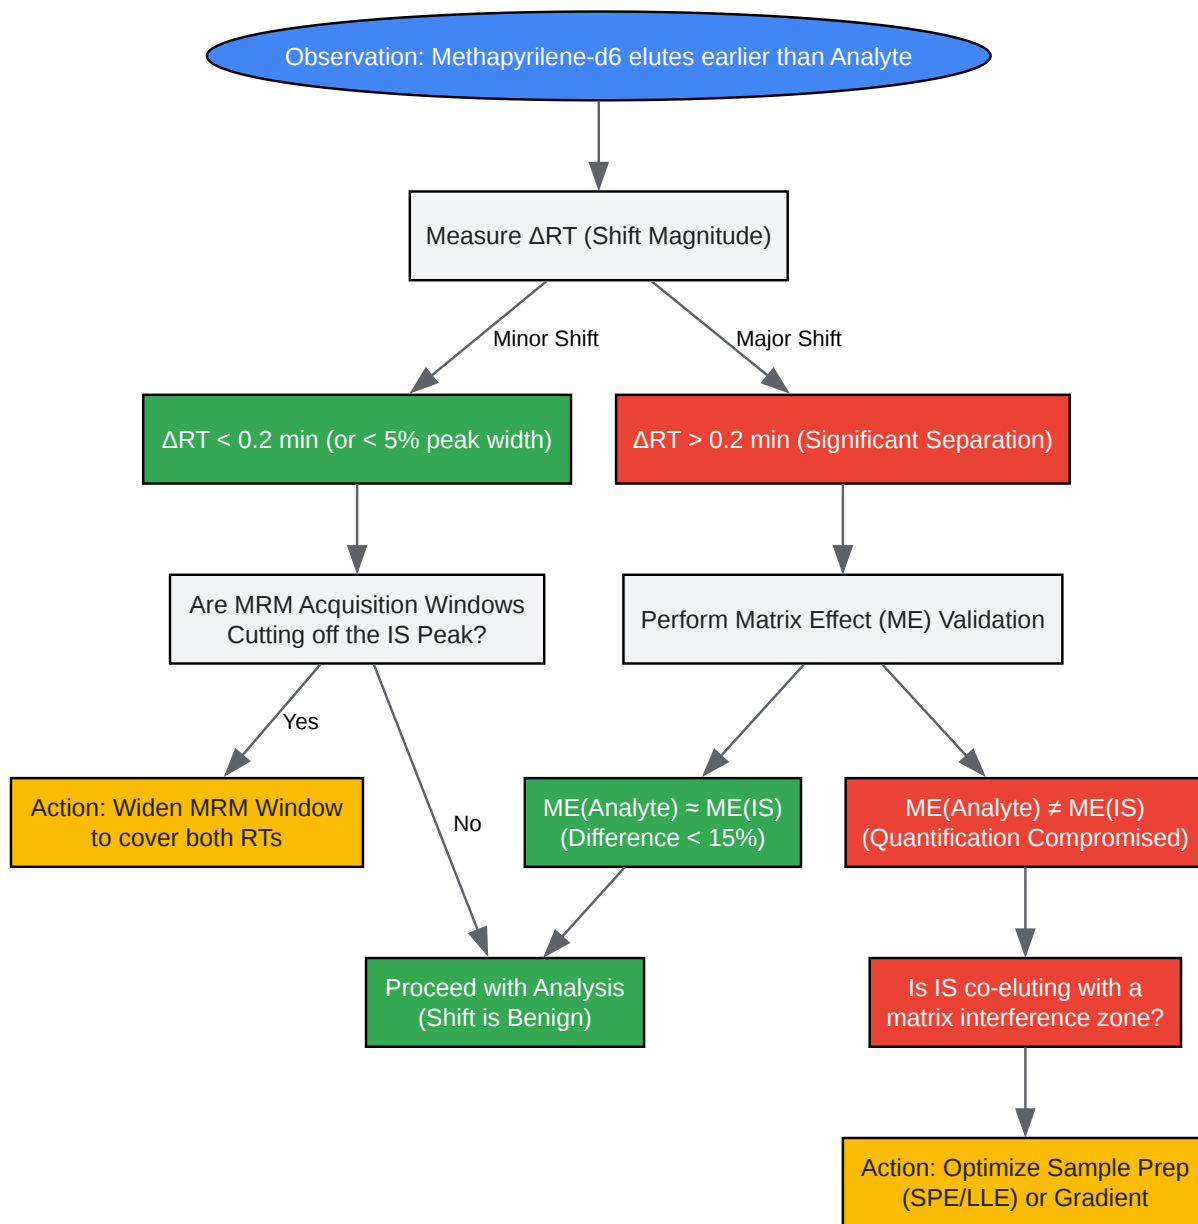 Observation: Methapyrilene-d6 elutes earlier than Analyte
Measure ΔRT (Shift Magnitude)
Minor Shift
Major Shift
ΔRT < 0.2 min (or < 5% peak width)
ΔRT > 0.2 min (Significant Separation)
Are MRM Acquisition Windows
Cutting off the IS Peak?
Perform Matrix Effect (ME) Validation
Yes
No
Action: Widen MRM Window
to cover both RTs
ME(Analyte) ≈ ME(IS)
(Difference < 15%)
ME(Analyte) ≠ ME(IS)
(Quantification Compromised)
Proceed with Analysis
(Shift is Benign)
Is IS co-eluting with a
matrix interference zone?
Action: Optimize Sample Prep
(SPE/LLE) or Gradient